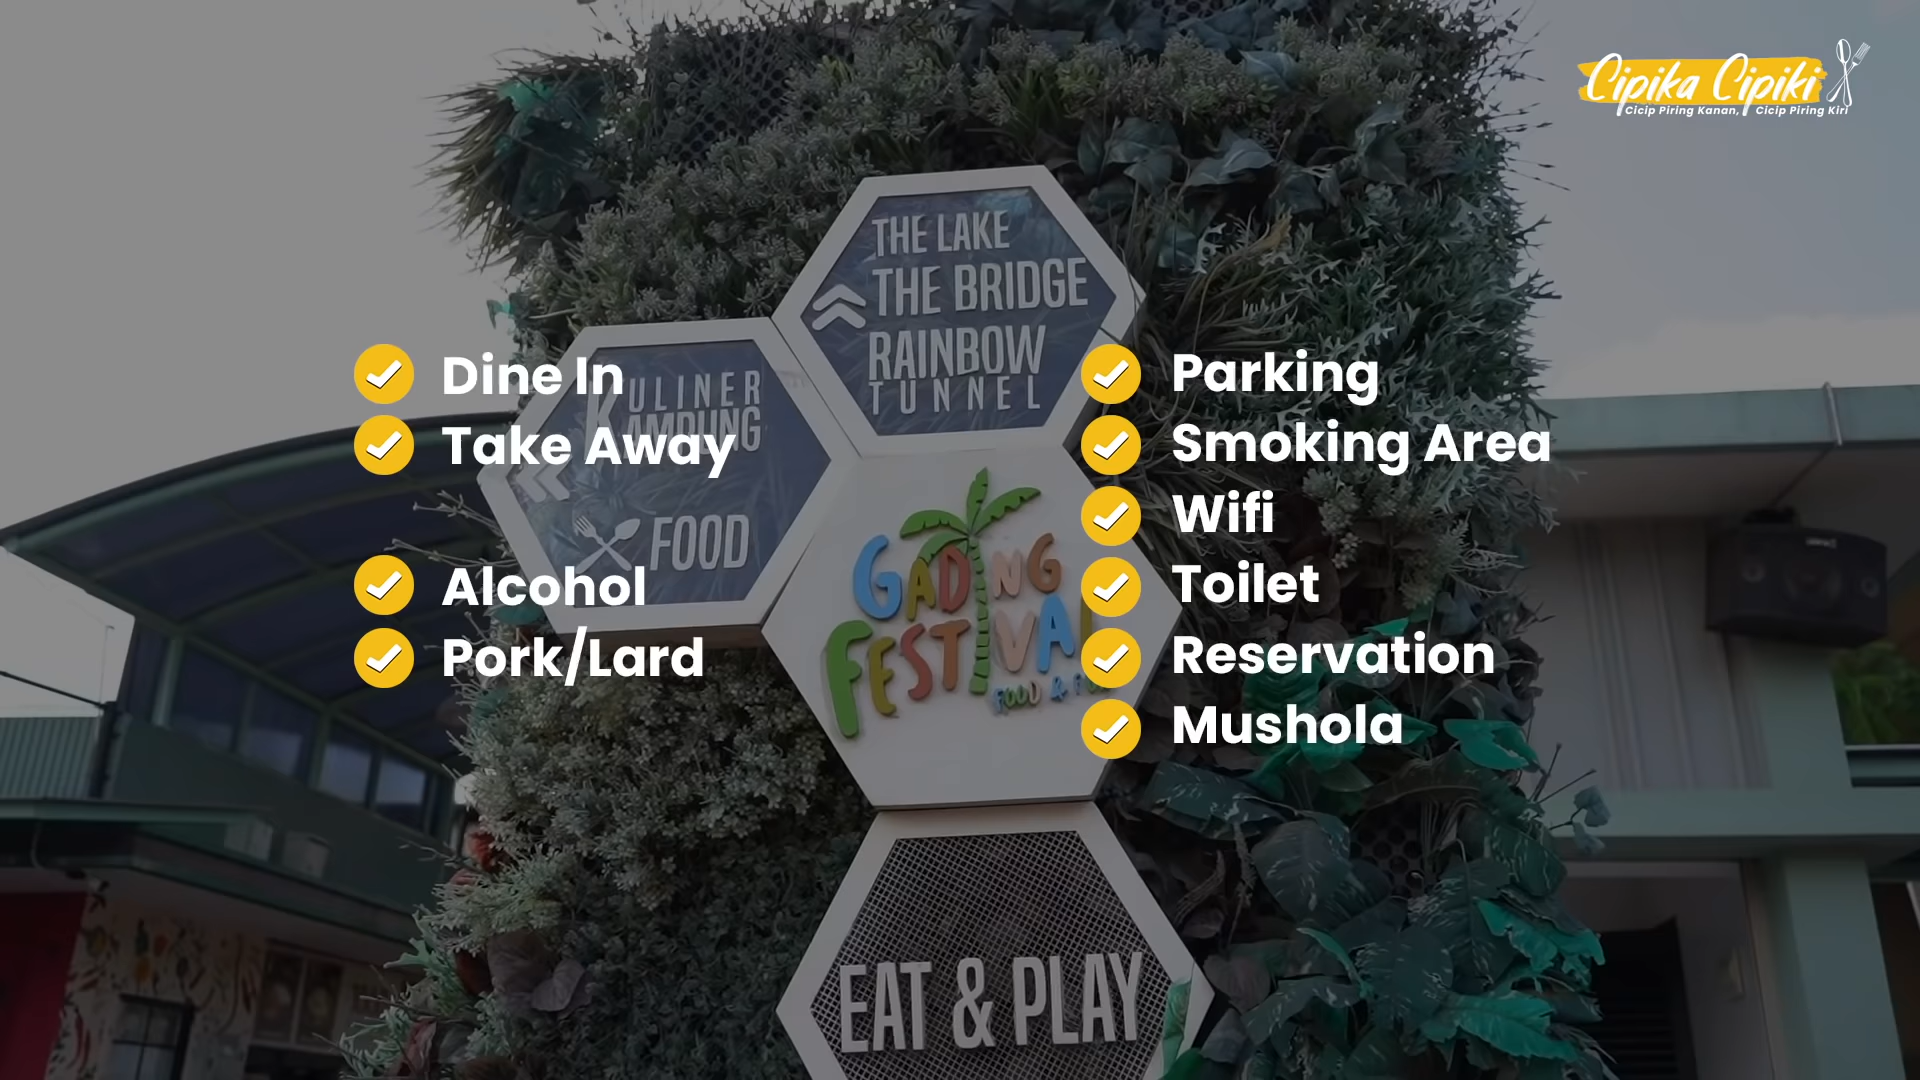 Cipika Cipiki
Cicip Piring Kanan, Cicip Piring Kiri
THE LAKE
THE BRIDGE
RAINBOW
TUNNEL
KULINER
KAMPUNG
FOOD
Dine In
Take Away
Alcohol
Pork/Lard
Parking
Smoking Area
Wifi
Toilet
Reservation
Mushola
GADING
FESTIVAL
FOOD &
EAT & PLAY